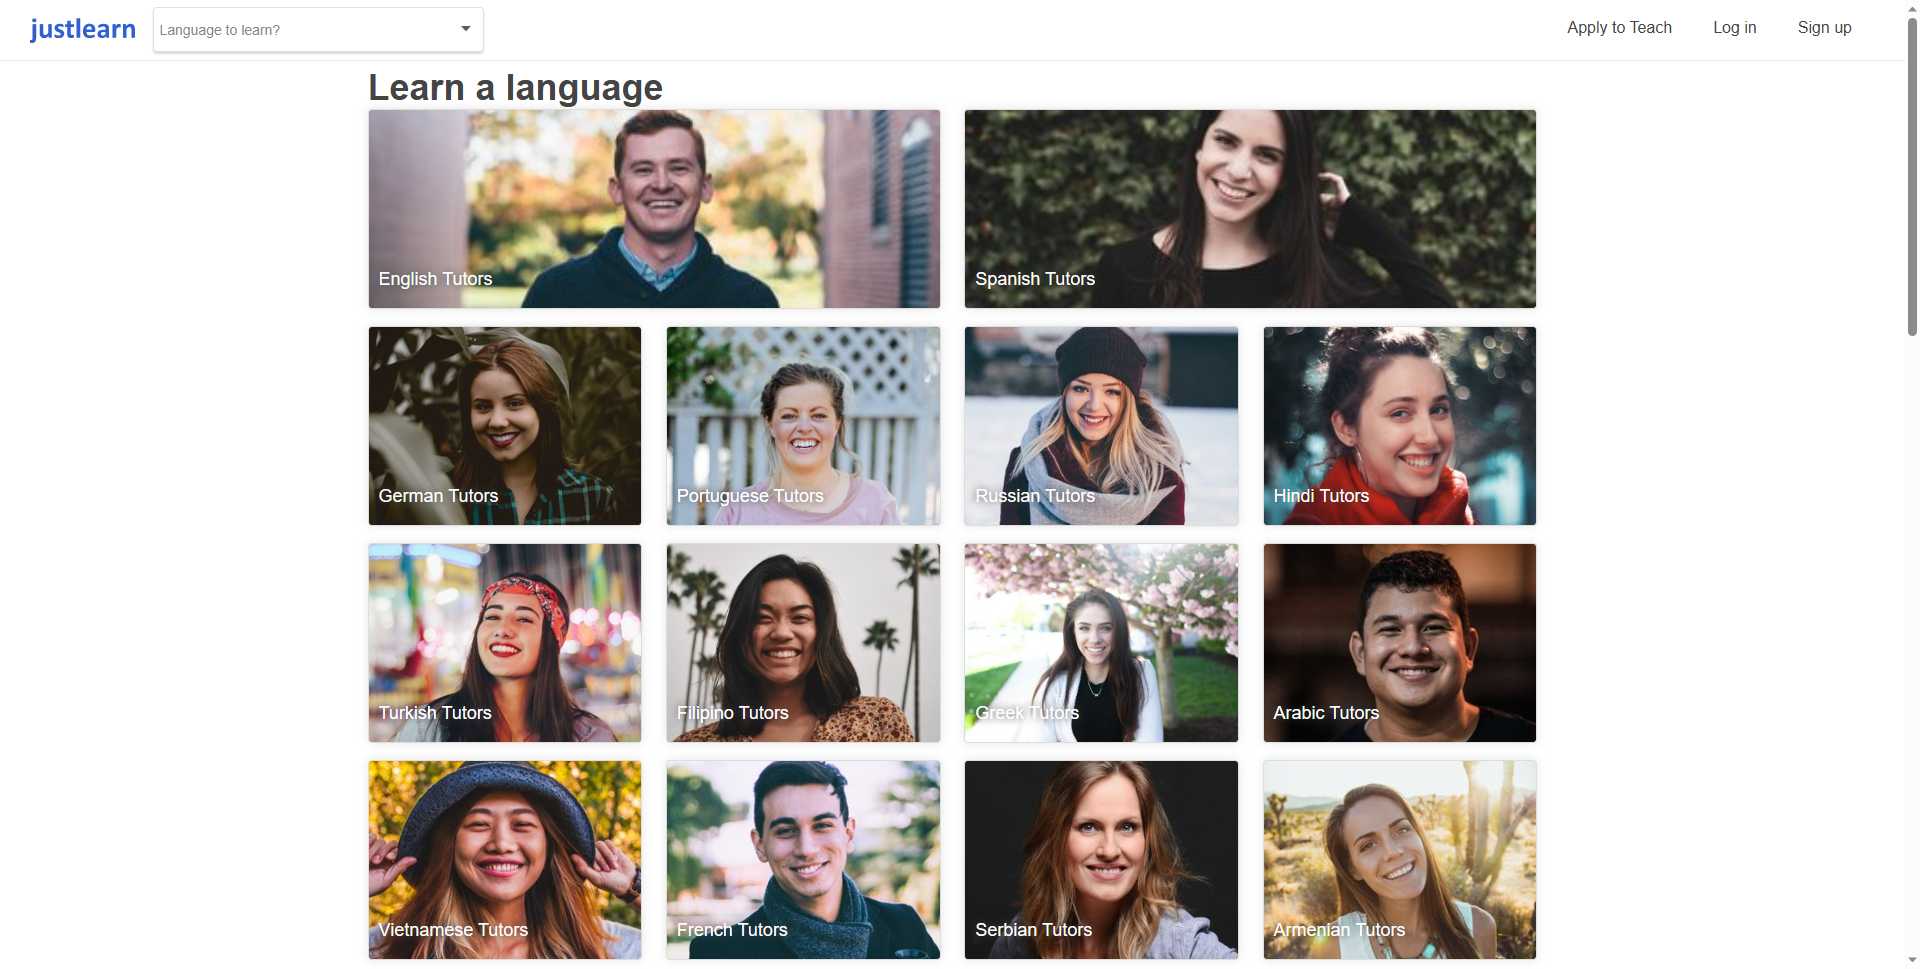 justlearn
Language to learn?
Apply to Teach
Log in
Sign up
Learn a language
English Tutors
Spanish Tutors
German Tutors
Portuguese Tutors
Russian Tutors
Hindi Tutors
Turkish Tutors
Filipino Tutors
Greek Tutors
Arabic Tutors
Vietnamese Tutors
French Tutors
Serbian Tutors
Armenian Tutors